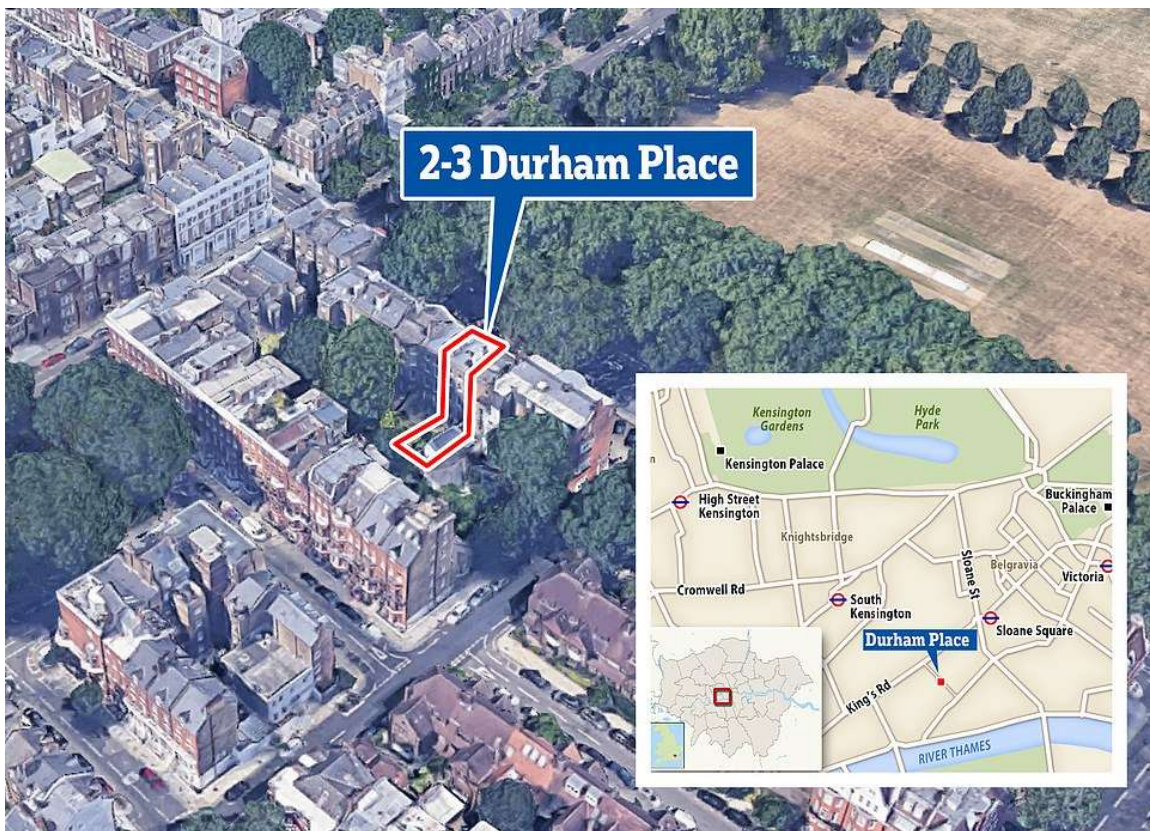 2-3 Durham Place
Kensington
Gardens
Hyde
Park
Kensington Palace
High Street
Kensington
Buckingham
Palace
Knightsbridge
Sloane St
Belgravia
Victoria
Cromwell Rd
South
Kensington
Sloane Square
Durham Place
King's Rd
RIVER THAMES